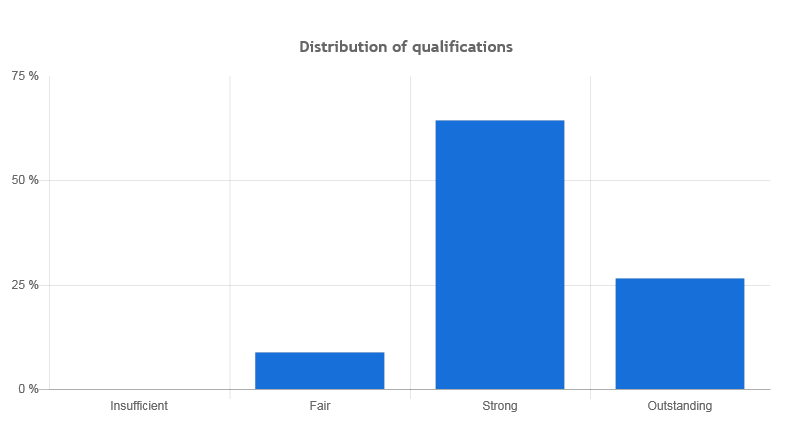 Distribution of qualifications
75 %
50 %
25 %
0 %
Insufficient Fair Strong Outstanding